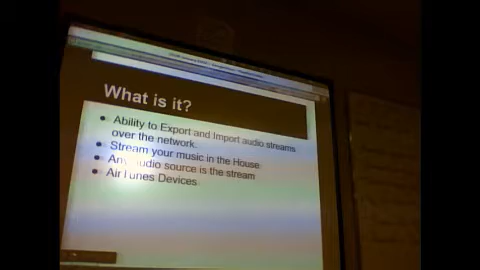 What is it?
Ability to Export and Import audio streams
over the network.
Stream your music in the House
Any audio source is the stream
AirTunes Devices